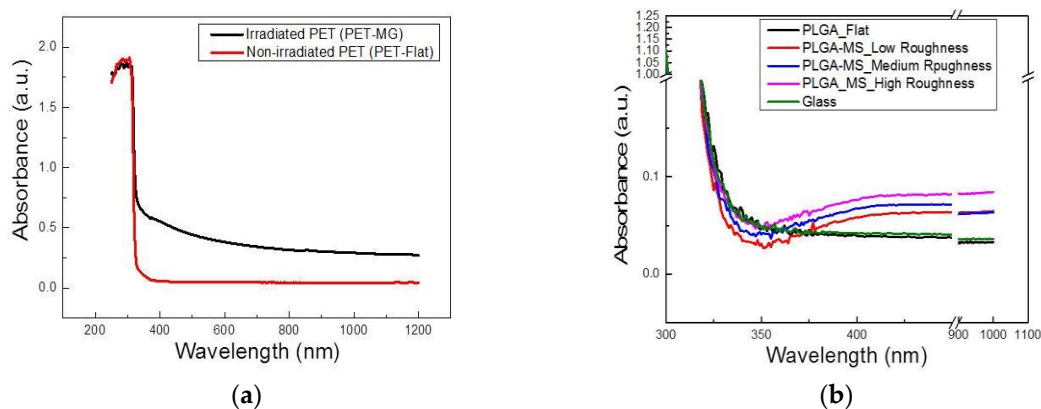 (a)
Irradiated PET (PET-MG)
Non-irradiated PET (PET-Flat)
Absorbance (a.u.)
2.0
1.5
1.0
0.5
0.0
200 400 600 800 1000 1200
Wavelength (nm)
(a)
(b)
PLGA_Flat
PLGA-MS_Low Roughness
PLGA-MS_Medium Rpughness
PLGA_MS_High Roughness
Glass
Absorbance (a.u.)
1.25
1.20
1.15
1.10
1.05
1.00
0.1
0.0
300 350 400 900 1000 1100
Wavelength (nm)
(b)